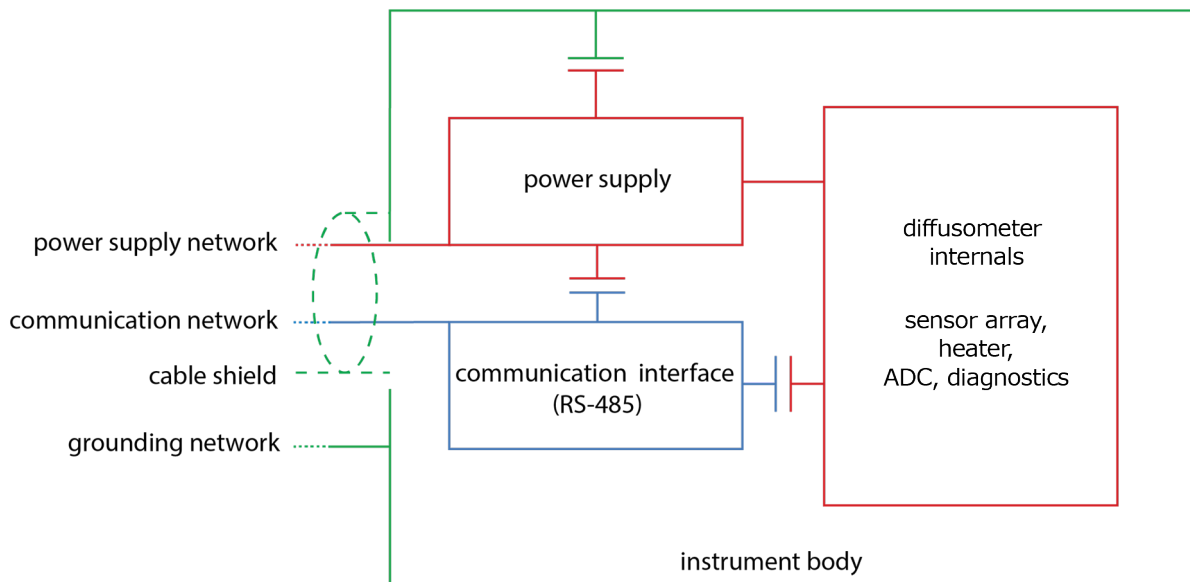 power supply
power supply network
diffusometer
internals
communication network
sensor array,
heater,
ADC, diagnostics
cable shield
communication interface
(RS-485)
grounding network
instrument body